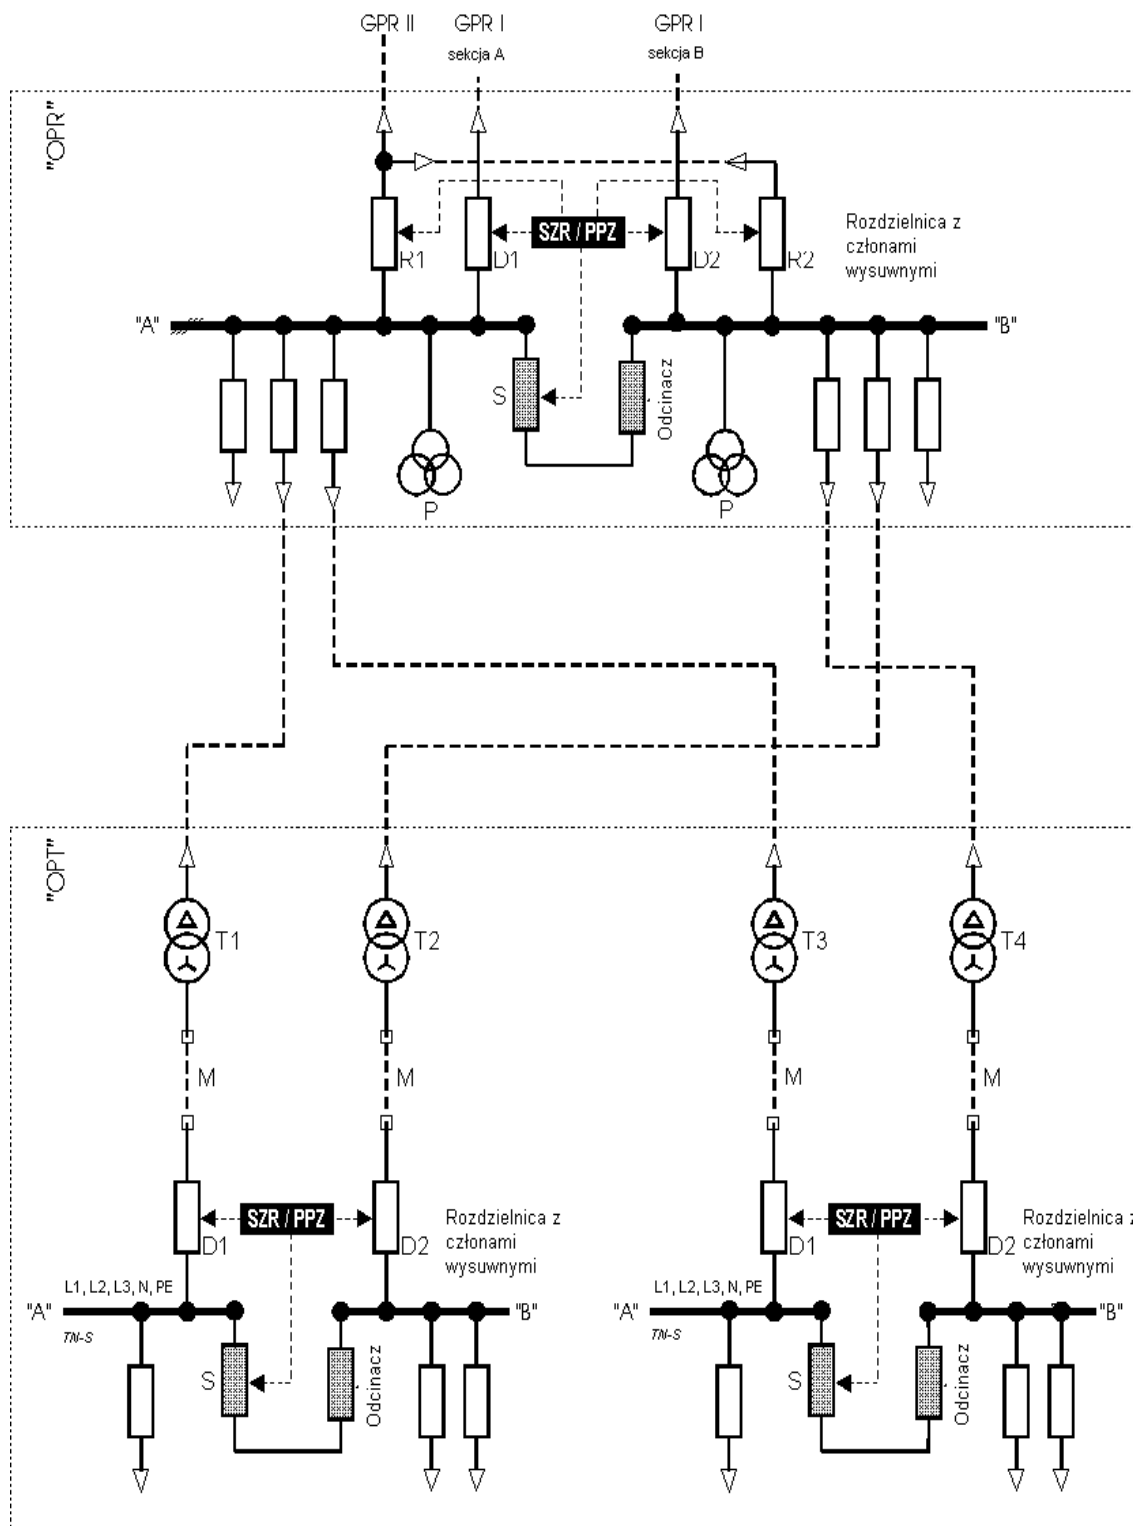 GPR II
GPR I
sekcja A
GPR I
sekcja B
"OPR"
SZR / PPZ
R1
D1
D2
R2
Rozdzielnica z
członami
wysuwnymi
"A"
"B"
S
Odcinacz
P
P
"OPT"
T1
T2
T3
T4
M
M
M
M
SZR / PPZ
D1
D2
Rozdzielnica z
członami
wysuwnymi
L1, L2, L3, N, PE
"A"
TN-S
"B"
S
Odcinacz
SZR / PPZ
D1
D2
Rozdzielnica z
członami
wysuwnymi
L1, L2, L3, N, PE
"A"
TN-S
"B"
S
Odcinacz